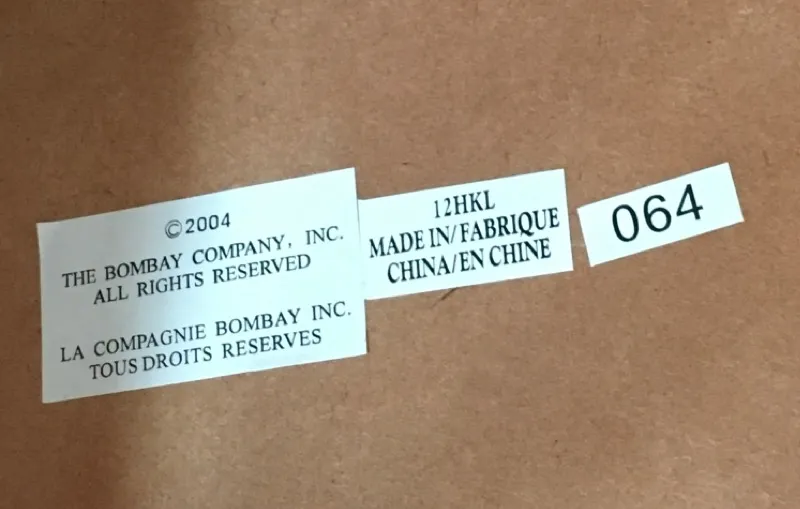 ©2004
THE BOMBAY COMPANY, INC.
ALL RIGHTS RESERVED
LA COMPAGNIE BOMBAY INC.
TOUS DROITS RESERVES
12HKL
MADE IN/FABRIQUE
CHINA/EN CHINE
064